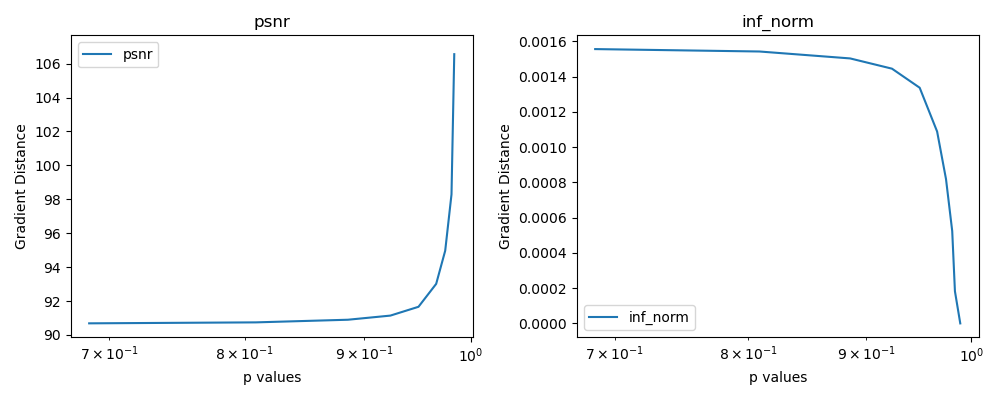 psnr
psnr
106
104
102
100
98
96
94
92
90
Gradient Distance
7 × 10⁻¹
8 × 10⁻¹
9 × 10⁻¹
10⁰
p values
inf_norm
0.0016
0.0014
0.0012
0.0010
0.0008
0.0006
0.0004
0.0002
0.0000
Gradient Distance
inf_norm
7 × 10⁻¹
8 × 10⁻¹
9 × 10⁻¹
10⁰
p values